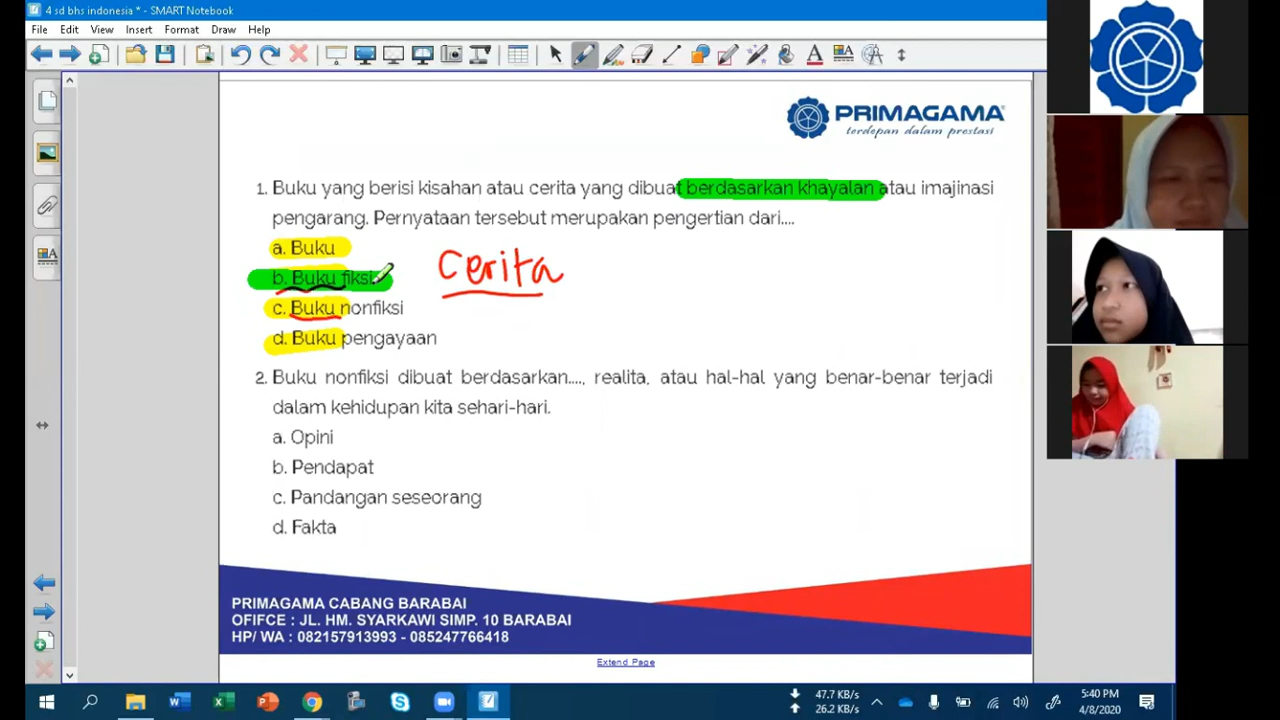 4 sd bhs indonesia * - SMART Notebook
File Edit View Insert Format Draw Help
PRIMAGAMA
terdepan dalam prestasi
1. Buku yang berisi kisahan atau cerita yang dibuat berdasarkan khayalan atau imajinasi
pengarang. Pernyataan tersebut merupakan pengertian dari....
a. Buku
b. Buku fiksi
c. Buku nonfiksi
d. Buku pengayaan
Cerita
2. Buku nonfiksi dibuat berdasarkan...., realita, atau hal-hal yang benar-benar terjadi
dalam kehidupan kita sehari-hari.
a. Opini
b. Pendapat
c. Pandangan seseorang
d. Fakta
PRIMAGAMA CABANG BARABAI
OFIFCE : JL. HM. SYARKAWI SIMP. 10 BARABAI
HP/ WA : 082157913993 - 085247766418
Extend Page
47.7 KB/s
26.2 KB/s
5:40 PM
4/8/2020